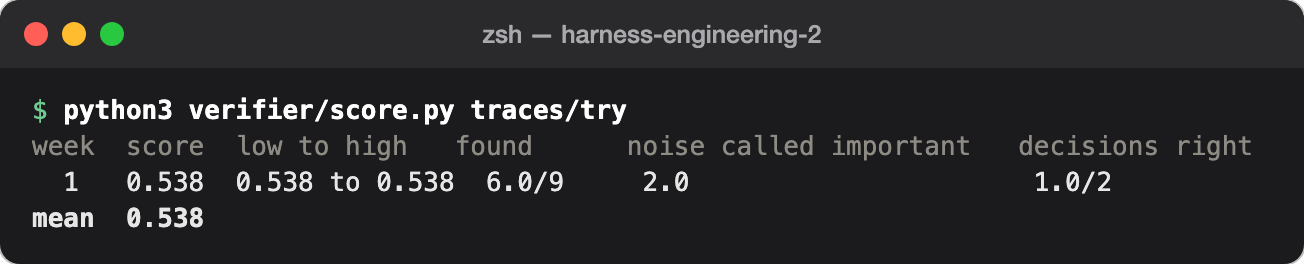 zsh — harness-engineering-2
$ python3 verifier/score.py traces/try
week  score  low to high   found      noise called important   decisions right
  1   0.538  0.538 to 0.538  6.0/9     2.0                      1.0/2
mean  0.538